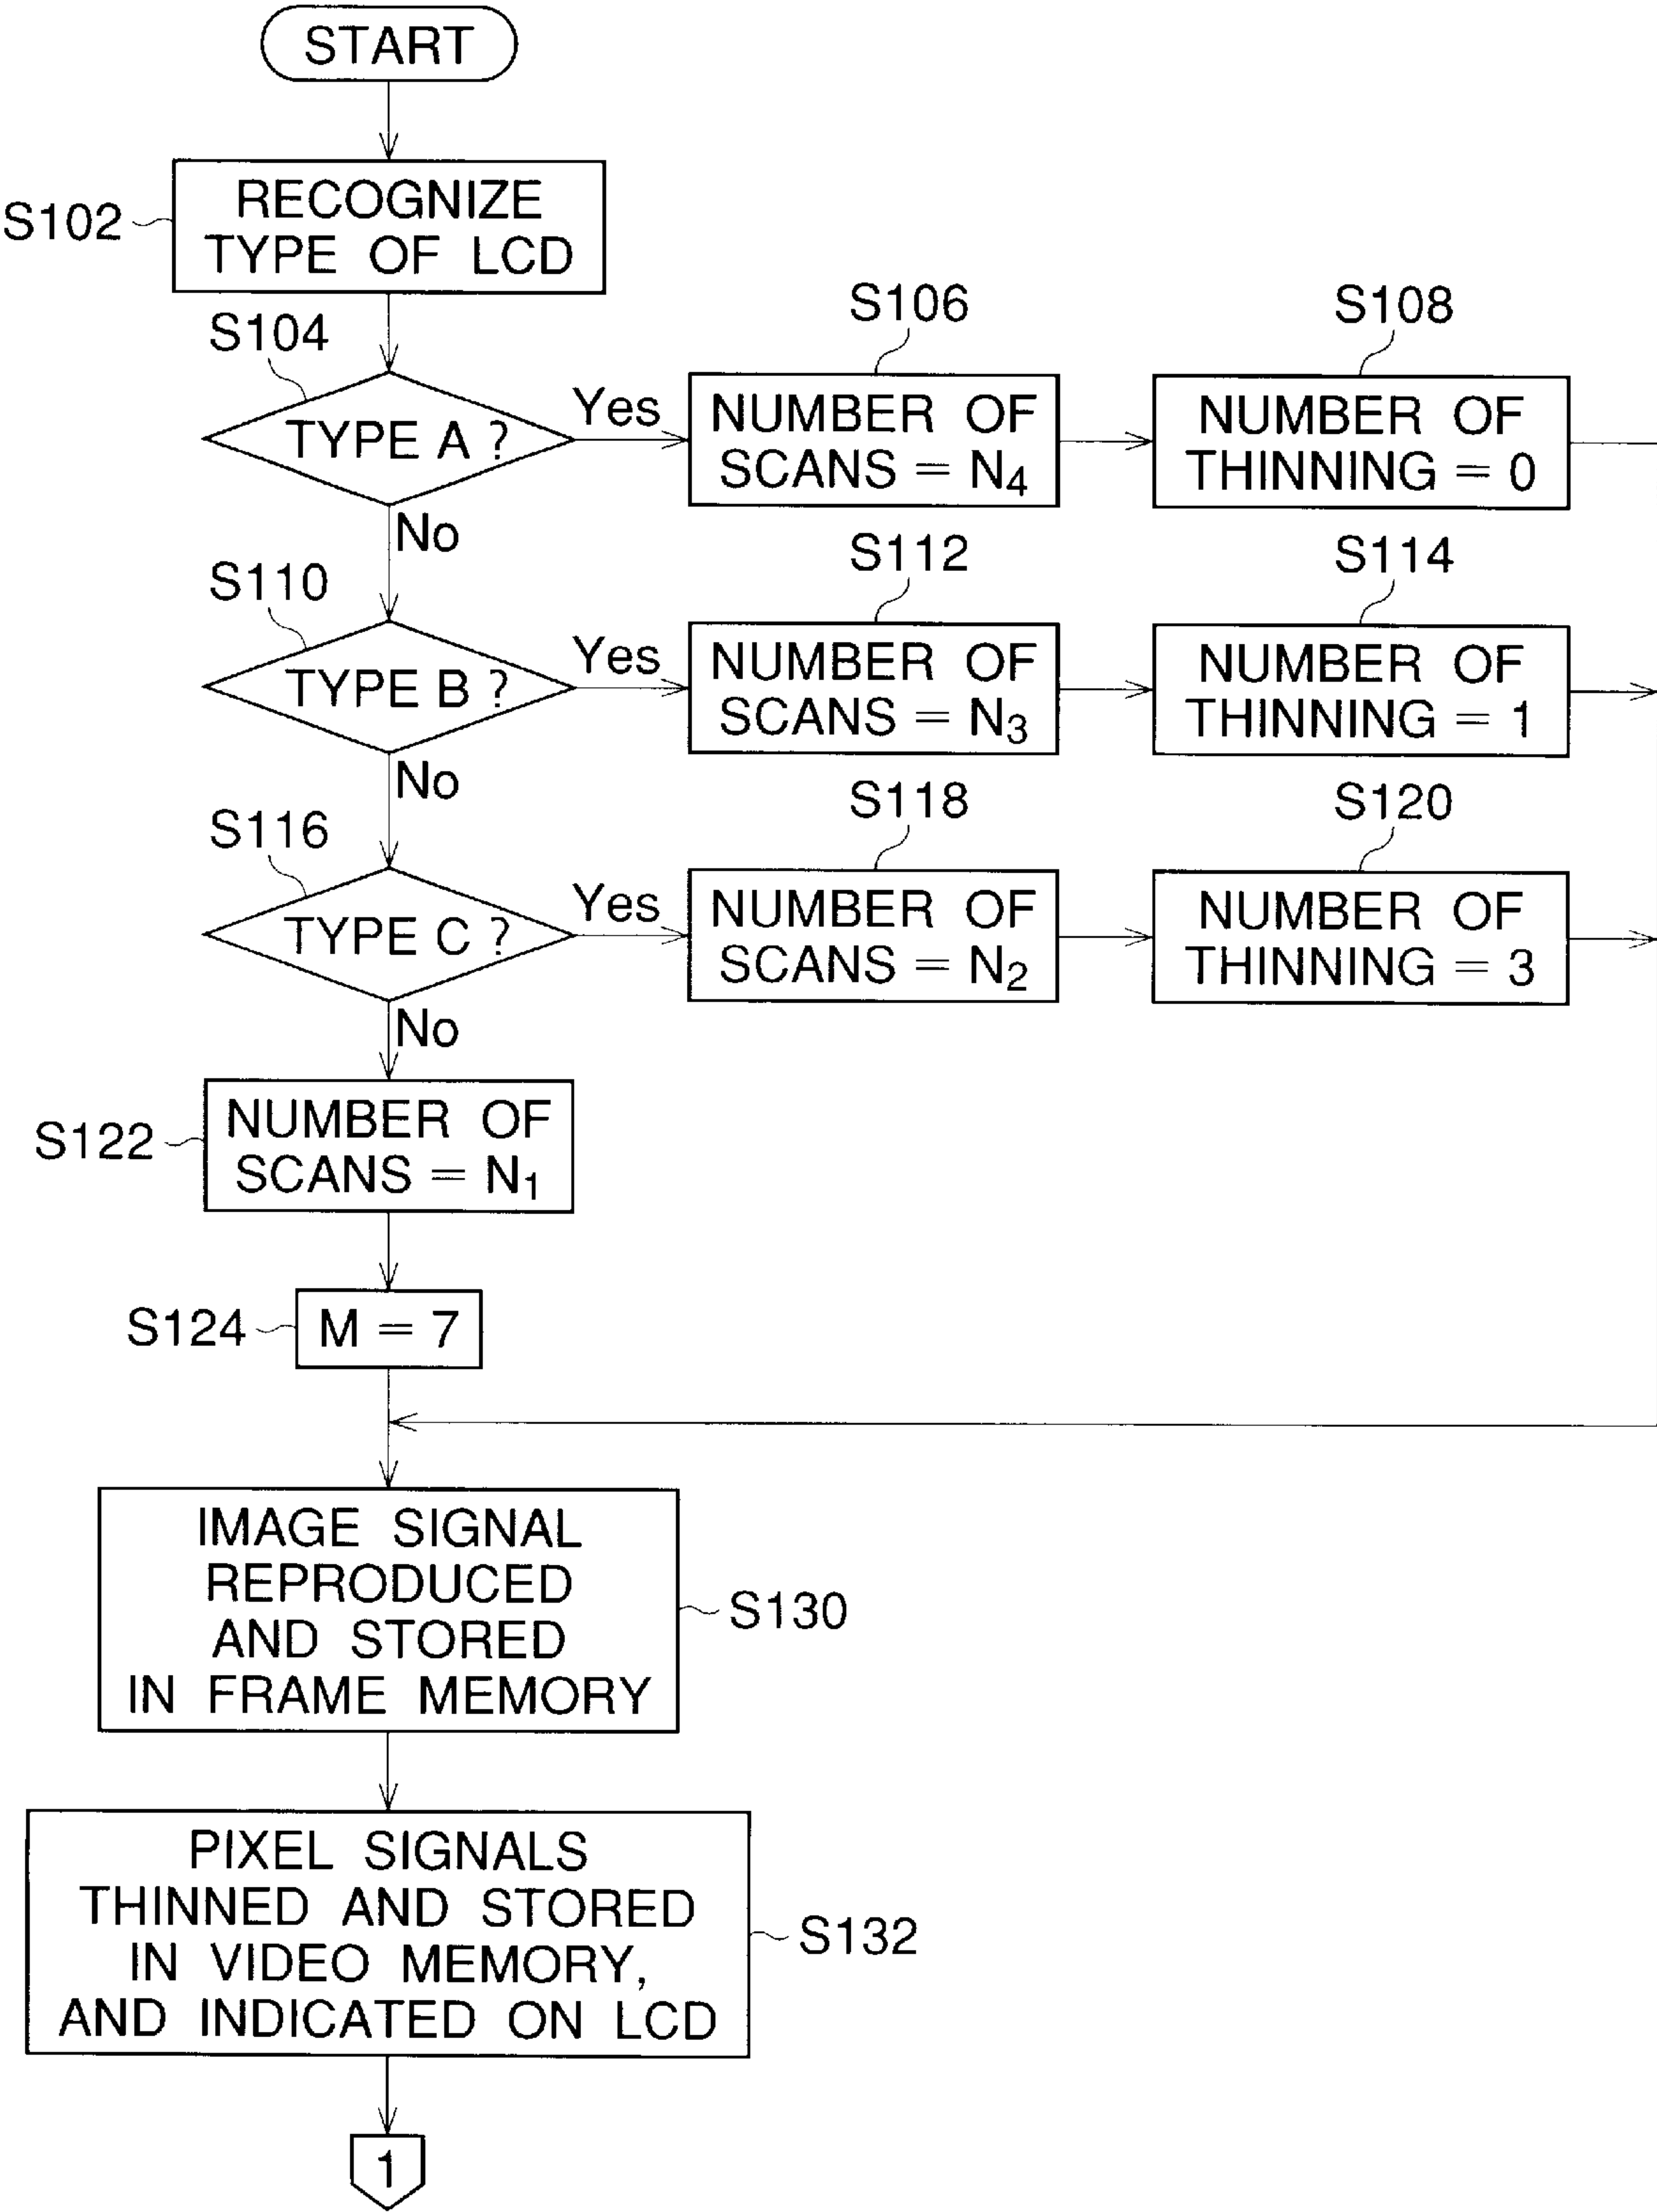 START
S102
RECOGNIZE
TYPE OF LCD
S104
TYPE A ?
Yes
No
S106
NUMBER OF
SCANS = N4
S108
NUMBER OF
THINNING = 0
S110
TYPE B ?
Yes
No
S112
NUMBER OF
SCANS = N3
S114
NUMBER OF
THINNING = 1
S116
TYPE C ?
Yes
No
S118
NUMBER OF
SCANS = N2
S120
NUMBER OF
THINNING = 3
S122
NUMBER OF
SCANS = N1
S124
M = 7
IMAGE SIGNAL
REPRODUCED
AND STORED
IN FRAME MEMORY
S130
PIXEL SIGNALS
THINNED AND STORED
IN VIDEO MEMORY,
AND INDICATED ON LCD
S132
1